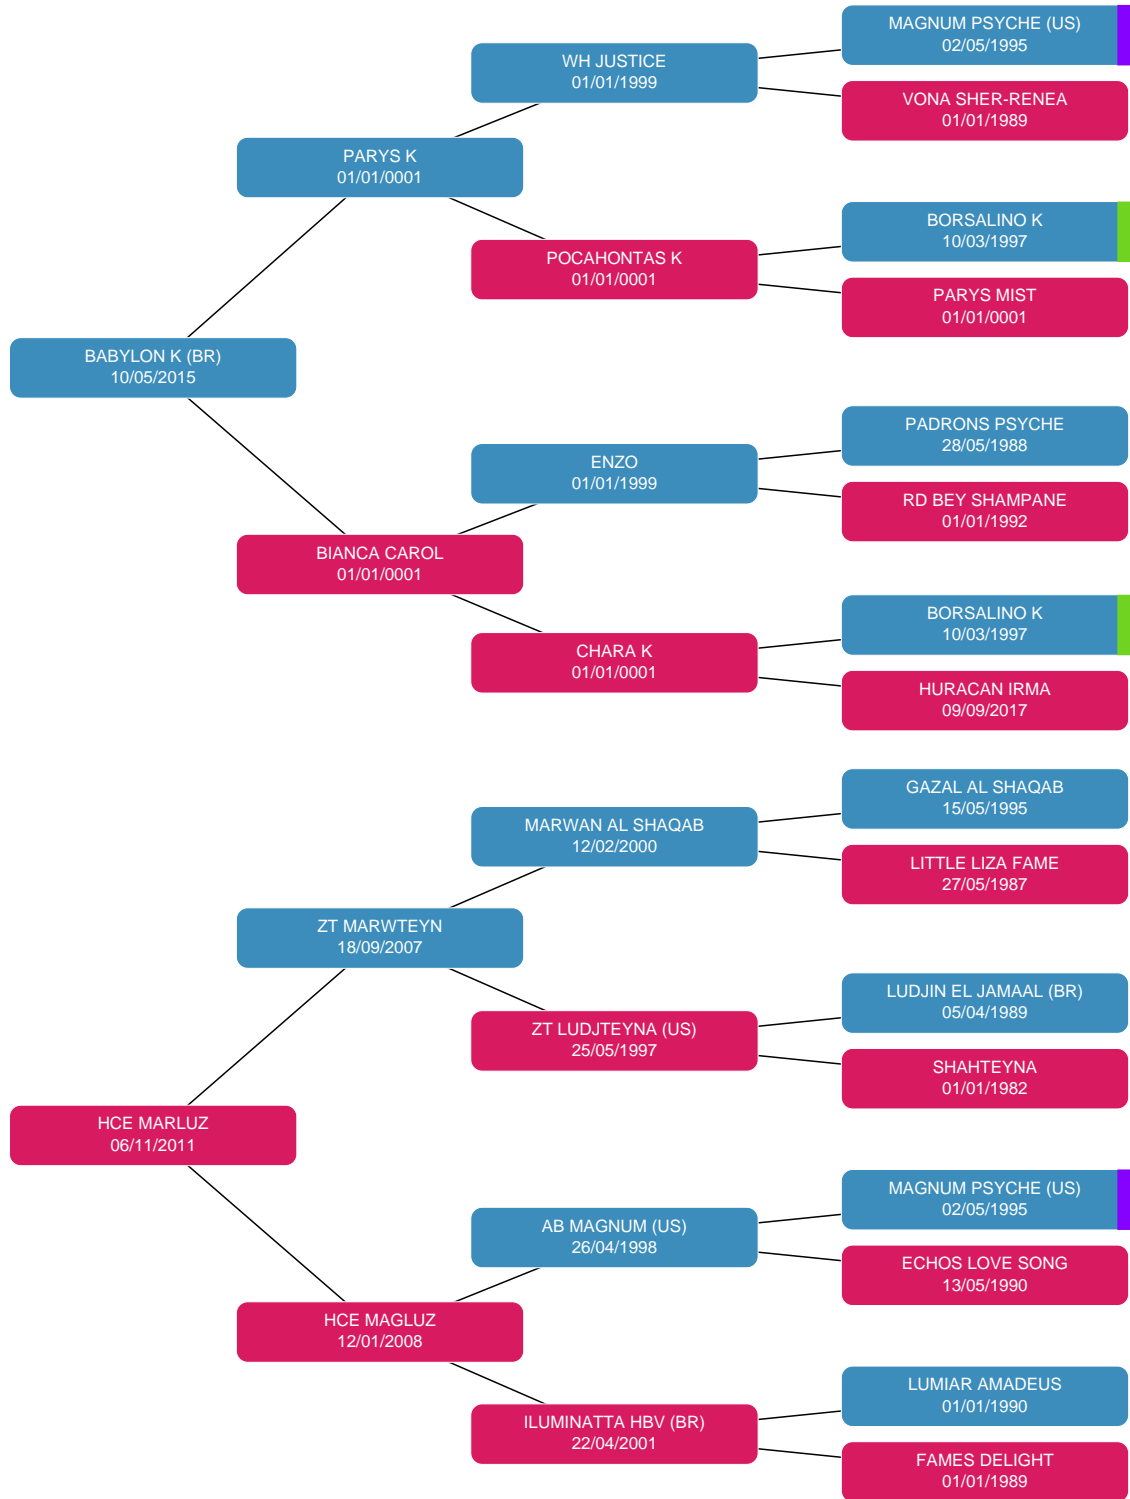 MAGNUM PSYCHE (US)
02/05/1995
WH JUSTICE
01/01/1999
VONA SHER-RENEA
01/01/1989
PARYS K
01/01/0001
BORSALINO K
10/03/1997
POCAHONTAS K
01/01/0001
PARYS MIST
01/01/0001
BABYLON K (BR)
10/05/2015
PADRONS PSYCHE
28/05/1988
ENZO
01/01/1999
RD BEY SHAMPANE
01/01/1992
BIANCA CAROL
01/01/0001
BORSALINO K
10/03/1997
CHARA K
01/01/0001
HURACAN IRMA
09/09/2017
GAZAL AL SHAQAB
15/05/1995
MARWAN AL SHAQAB
12/02/2000
LITTLE LIZA FAME
27/05/1987
ZT MARWTEYN
18/09/2007
LUDJIN EL JAMAAL (BR)
05/04/1989
ZT LUDJTEYNA (US)
25/05/1997
SHAHTEYNA
01/01/1982
HCE MARLUZ
06/11/2011
MAGNUM PSYCHE (US)
02/05/1995
AB MAGNUM (US)
26/04/1998
ECHOS LOVE SONG
13/05/1990
HCE MAGLUZ
12/01/2008
LUMIAR AMADEUS
01/01/1990
ILUMINATTA HBV (BR)
22/04/2001
FAMES DELIGHT
01/01/1989